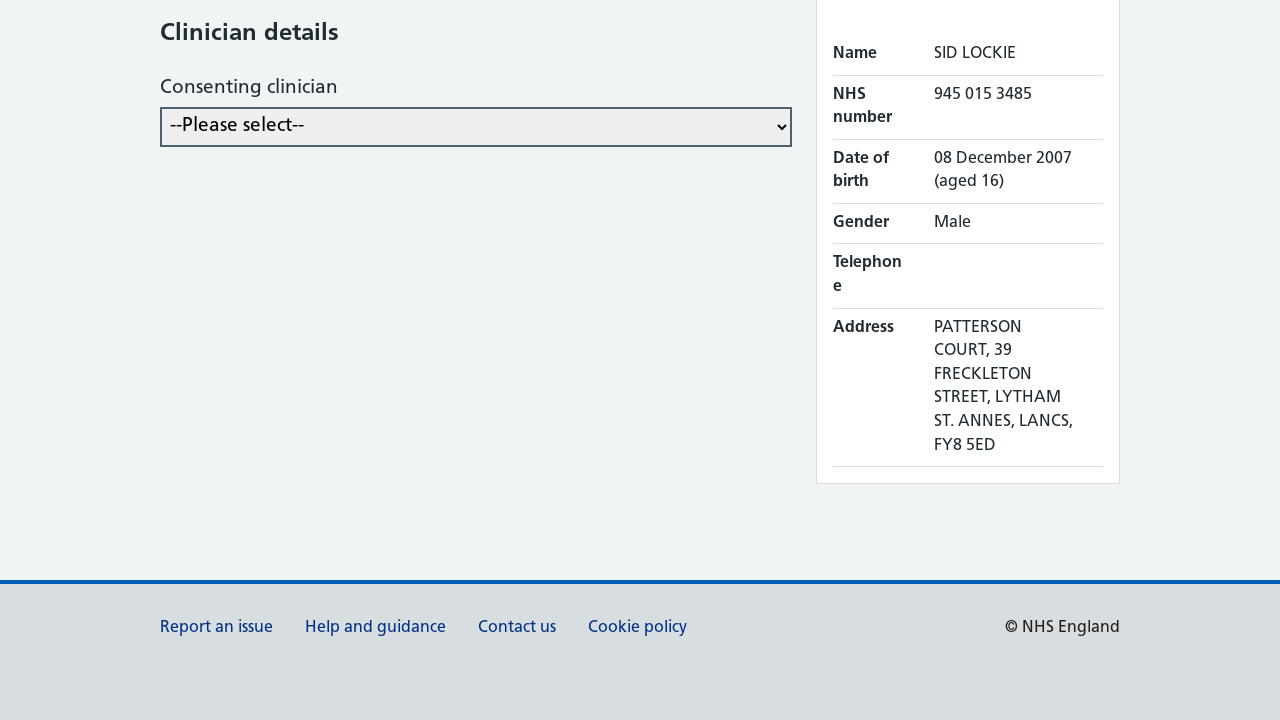 Clinician details
Consenting clinician
--Please select--
Name SID LOCKIE
NHS number 945 015 3485
Date of birth 08 December 2007 (aged 16)
Gender Male
Telephone
Address PATTERSON
COURT, 39
FRECKLETON
STREET, LYTHAM
ST. ANNES, LANCS,
FY8 5ED
Report an issue Help and guidance Contact us Cookie policy © NHS England